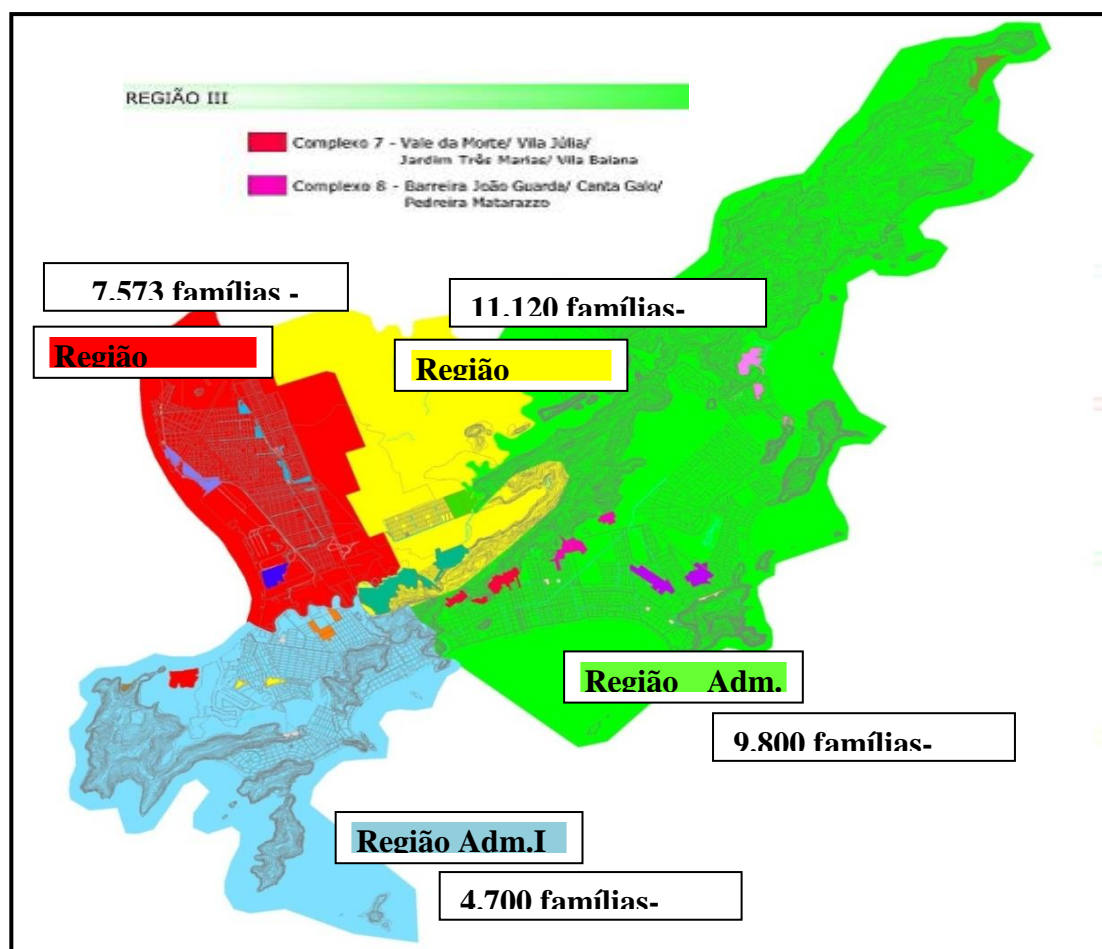 REGIÃO III
Complexo 7 - Vale da Morte/ Vila Júlia/
Jardim Três Marias/ Vila Baiana
Complexo 8 - Barreira João Guarda/ Canta Galo/
Pedreira Matarazzo
7.573 famílias -
11.120 famílias-
Região
Região
Região Adm.
9.800 famílias-
Região Adm.I
4.700 famílias-